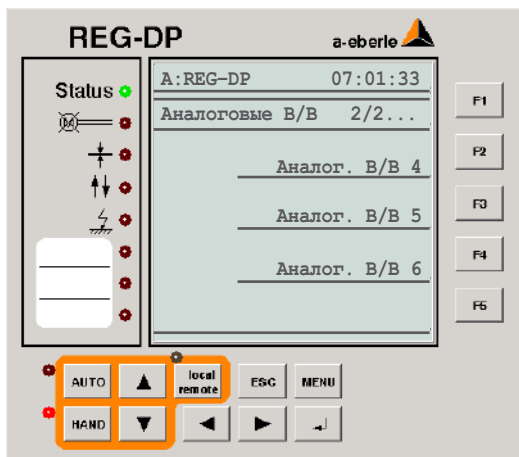 REG-DP
a-eberle
Status
A:REG-DP 07:01:33
Аналоговые В/В 2/2...
Аналог. В/В 4
Аналог. В/В 5
Аналог. В/В 6
F1
F2
F3
F4
F5
M
AUTO
local
remote
ESC
MENU
HAND